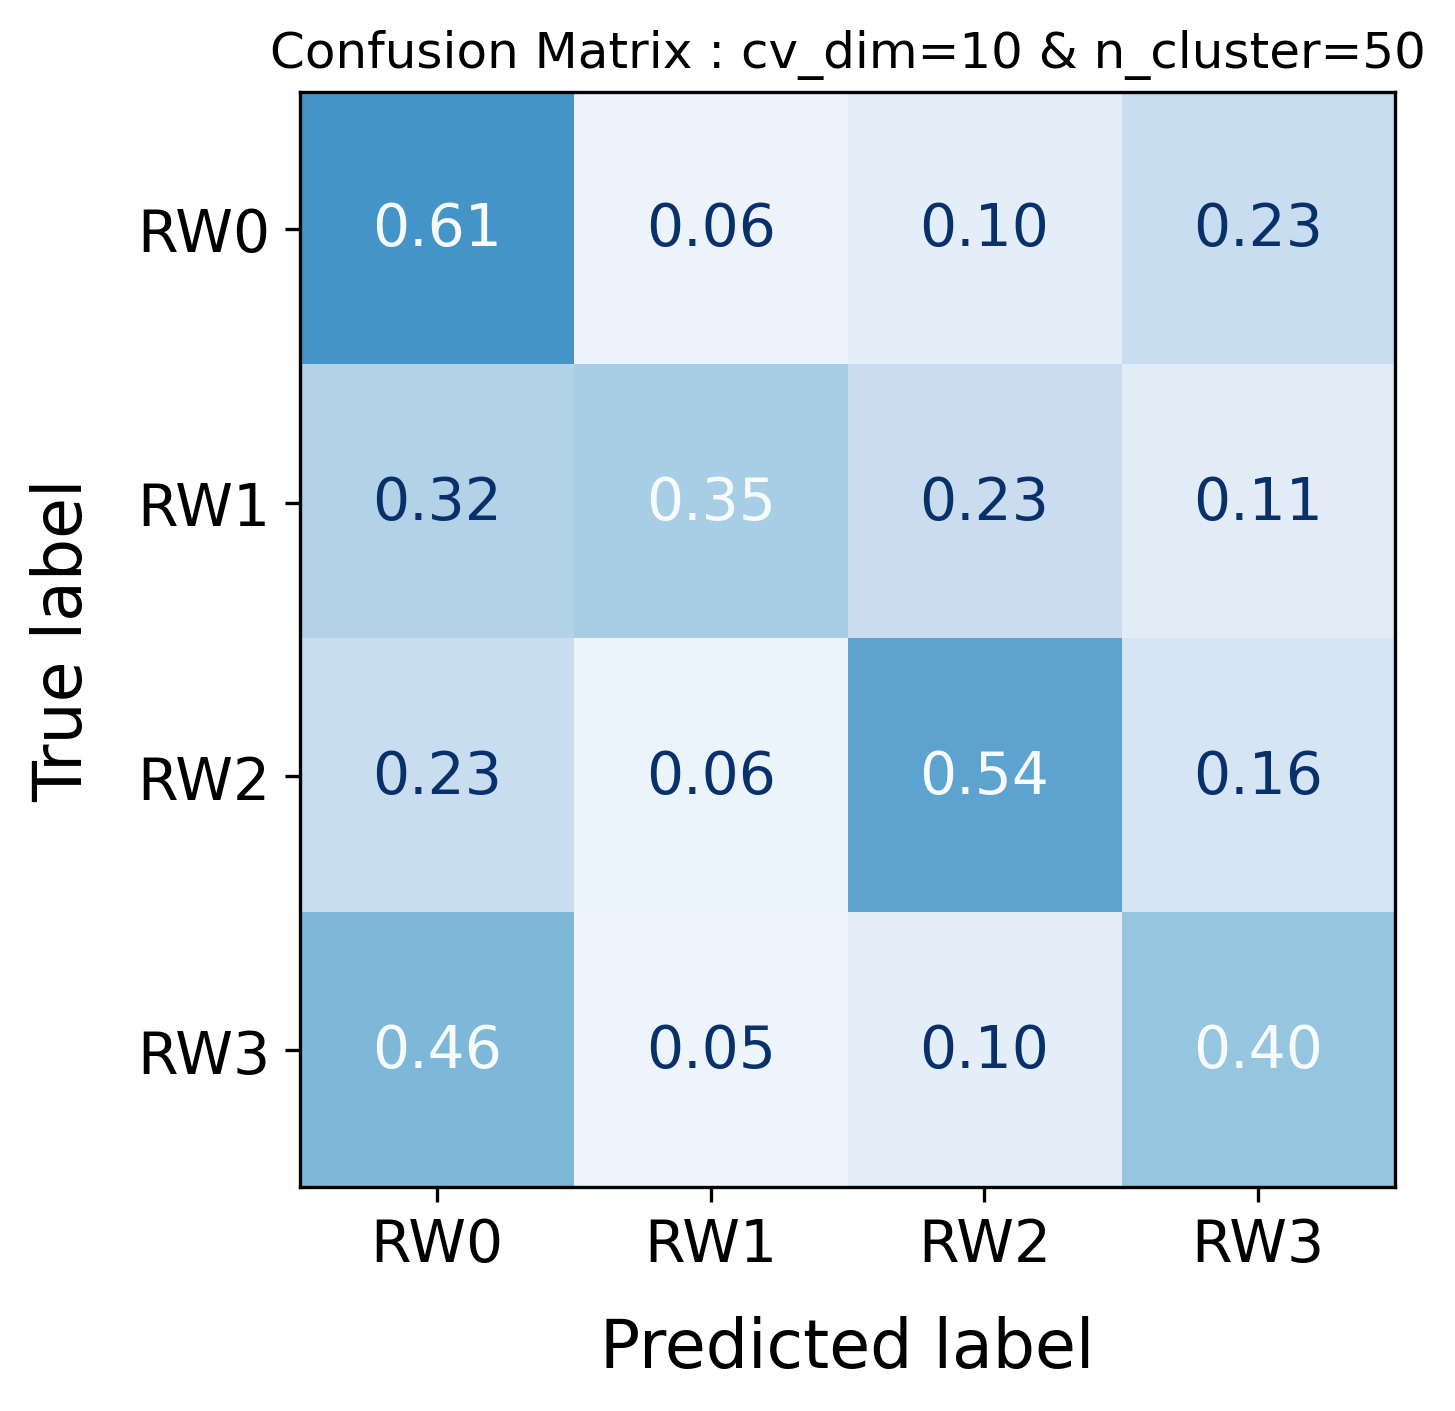 Confusion Matrix : cv_dim=10 & n_cluster=50
True label
RW0 0.61 0.06 0.10 0.23
RW1 0.32 0.35 0.23 0.11
RW2 0.23 0.06 0.54 0.16
RW3 0.46 0.05 0.10 0.40
RW0 RW1 RW2 RW3
Predicted label